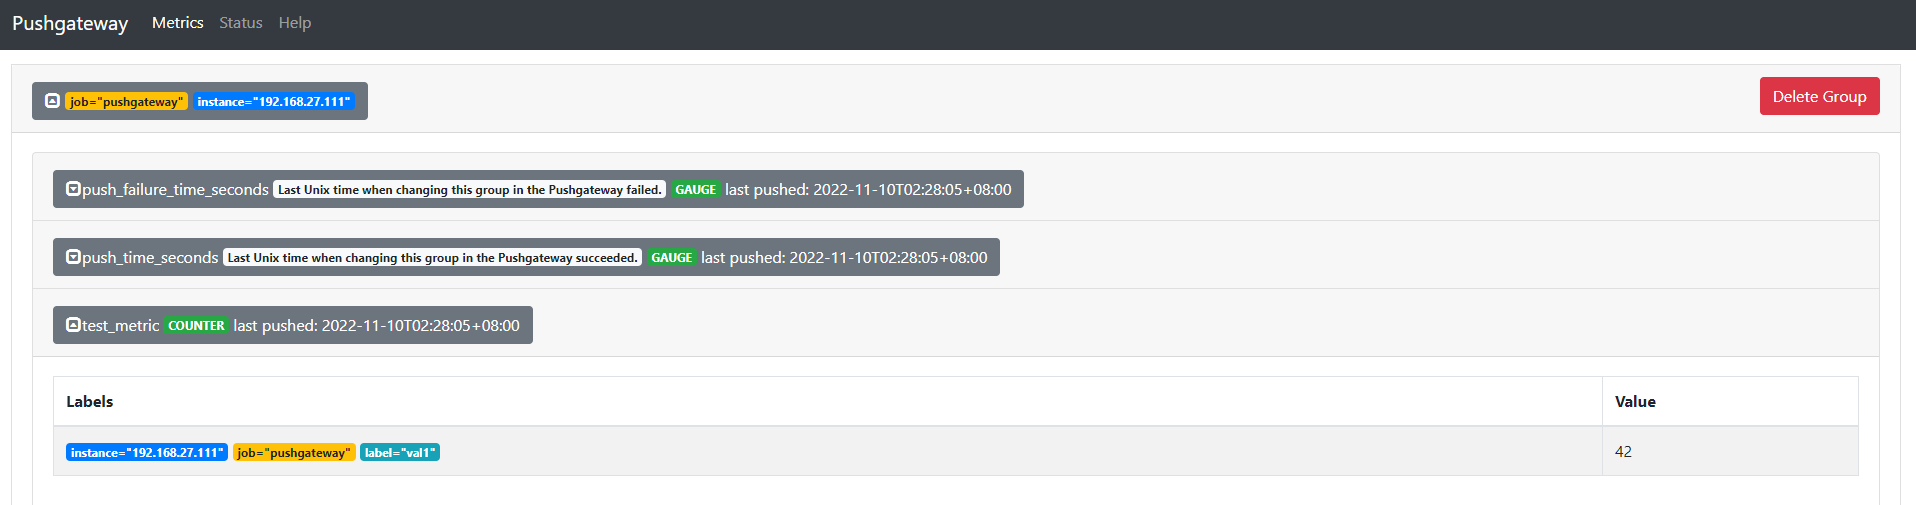 Pushgateway Metrics Status Help
job="pushgateway" instance="192.168.27.111" Delete Group
push_failure_time_seconds Last Unix time when changing this group in the Pushgateway failed. GAUGE last pushed: 2022-11-10T02:28:05+08:00
push_time_seconds Last Unix time when changing this group in the Pushgateway succeeded. GAUGE last pushed: 2022-11-10T02:28:05+08:00
test_metric COUNTER last pushed: 2022-11-10T02:28:05+08:00
Labels Value
instance="192.168.27.111" job="pushgateway" label="val1" 42